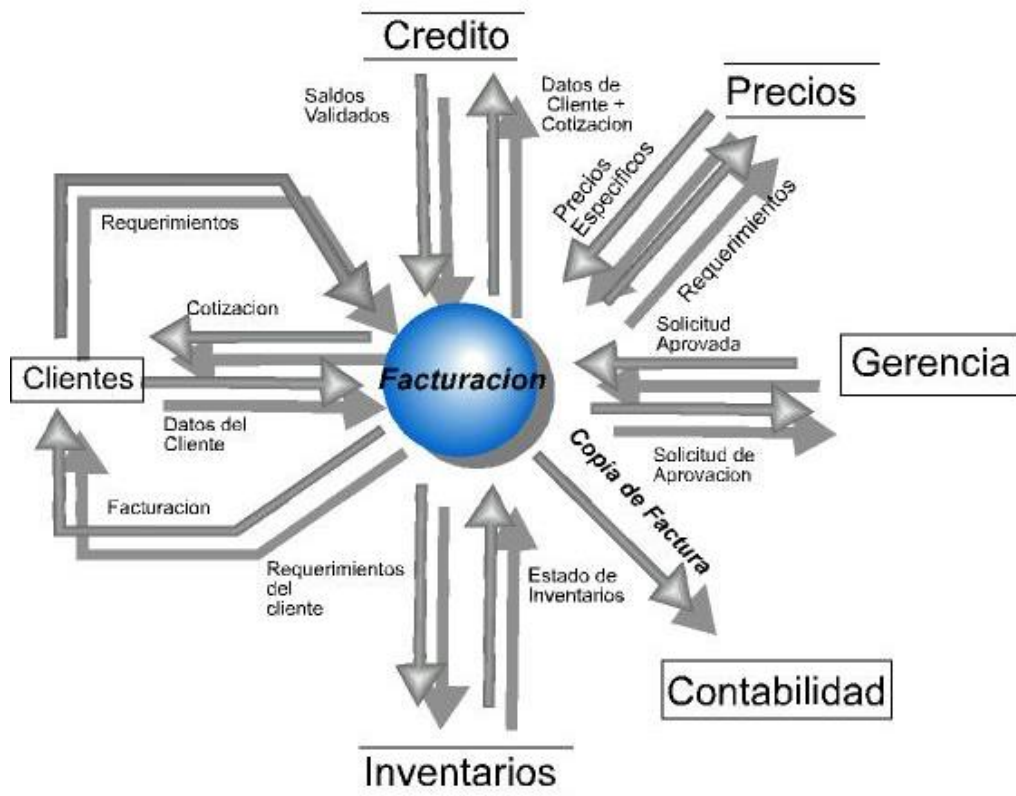 Credito
Saldos
Validados
Datos de
Cliente +
Cotizacion
Precios
Precios
Especificos
Requerimientos
Requerimientos
Cotizacion
Clientes
Datos del
Cliente
Facturacion
Facturacion
Solicitud
Aprovada
Gerencia
Solicitud de
Aprovacion
Copia de Factura
Requerimientos
del
cliente
Estado de
Inventarios
Contabilidad
Inventarios